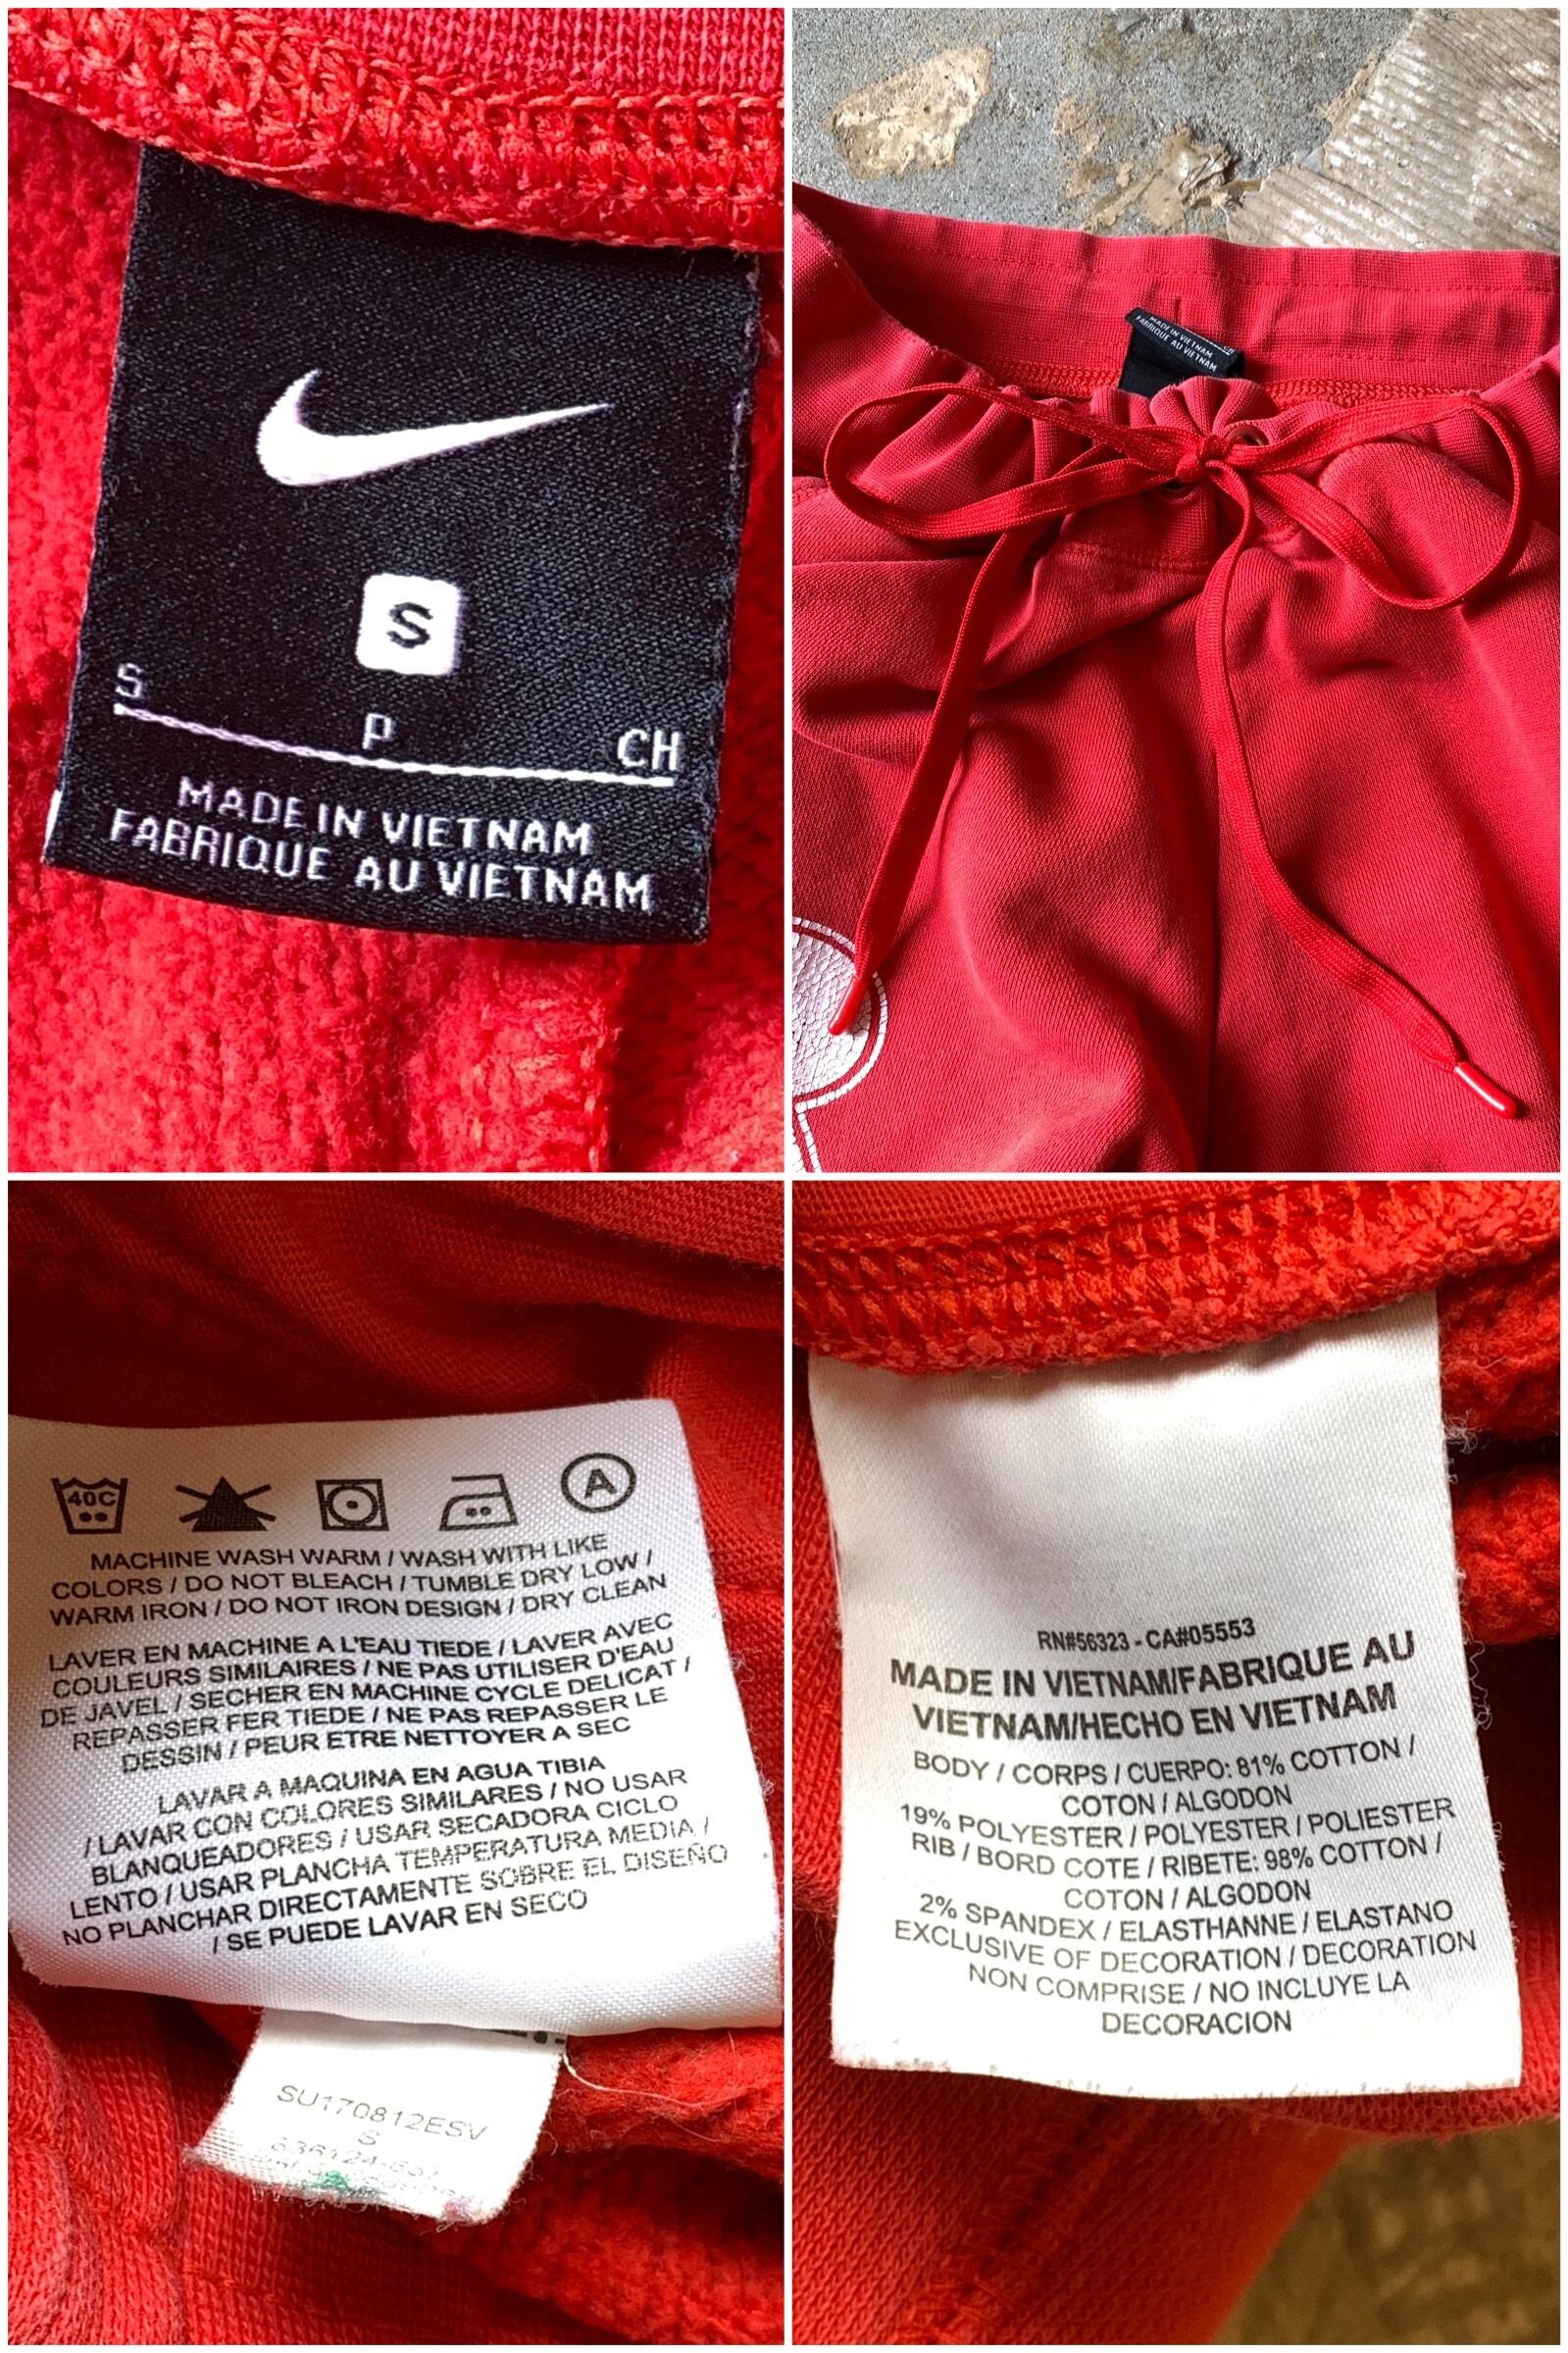 S
S
P
CH
MADE IN VIETNAM
FABRIQUE AU VIETNAM
MADE IN VIETNAM
FABRIQUE AU VIETNAM
40C
A
MACHINE WASH WARM / WASH WITH LIKE
COLORS / DO NOT BLEACH / TUMBLE DRY LOW /
WARM IRON / DO NOT IRON DESIGN / DRY CLEAN
LAVER EN MACHINE A L'EAU TIEDE / LAVER AVEC
COULEURS SIMILAIRES / NE PAS UTILISER D'EAU
DE JAVEL / SECHER EN MACHINE CYCLE DELICAT /
REPASSER FER TIEDE / NE PAS REPASSER LE
DESSIN / PEUR ETRE NETTOYER A SEC
LAVAR A MAQUINA EN AGUA TIBIA
/ LAVAR CON COLORES SIMILARES / NO USAR
BLANQUEADORES / USAR SECADORA CICLO
LENTO / USAR PLANCHA TEMPERATURA MEDIA /
NO PLANCHAR DIRECTAMENTE SOBRE EL DISEÑO
/ SE PUEDE LAVAR EN SECO
SU170812ESV
S
RN#56323 - CA#05553
MADE IN VIETNAM/FABRIQUE AU
VIETNAM/HECHO EN VIETNAM
BODY / CORPS / CUERPO: 81% COTTON /
COTON / ALGODON
19% POLYESTER / POLYESTER / POLIESTER
RIB / BORD COTE / RIBETE: 98% COTTON /
COTON / ALGODON
2% SPANDEX / ELASTHANNE / ELASTANO
EXCLUSIVE OF DECORATION / DECORATION
NON COMPRISE / NO INCLUYE LA
DECORACION